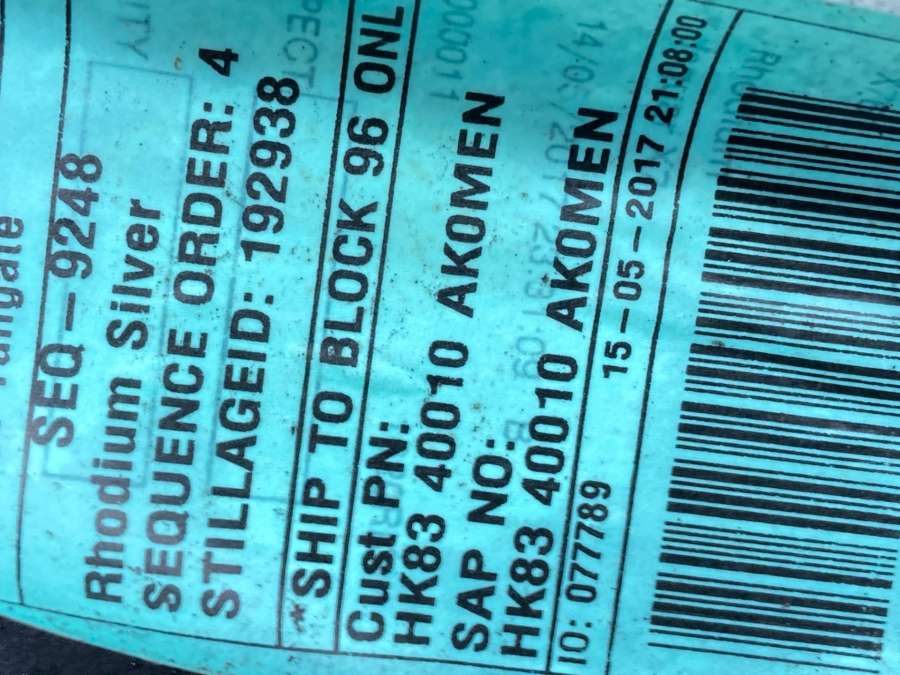 SEQ-9248
Rhodium Silver
SEQUENCE ORDER: 4
STILLAGEID: 192938
*SHIP TO BLOCK 96 ONL
Cust PN:
HK83 40010 AKOMEN
SAP NO:
HK83 40010 AKOMEN
IO: 077789 15-05-2017 21:08:00